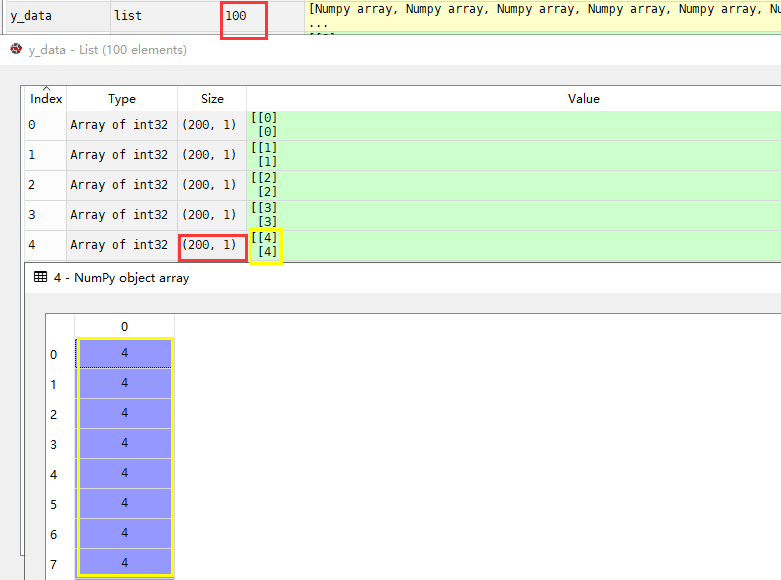 y_data list 100 [Numpy array, Numpy array, Numpy array, Numpy array, Numpy array,
...
y_data - List (100 elements)
Index Type Size Value
0 Array of int32 (200, 1) [[0]
[0]
1 Array of int32 (200, 1) [[1]
[1]
2 Array of int32 (200, 1) [[2]
[2]
3 Array of int32 (200, 1) [[3]
[3]
4 Array of int32 (200, 1) [[4]
[4]
4 - NumPy object array
0
0 4
1 4
2 4
3 4
4 4
5 4
6 4
7 4